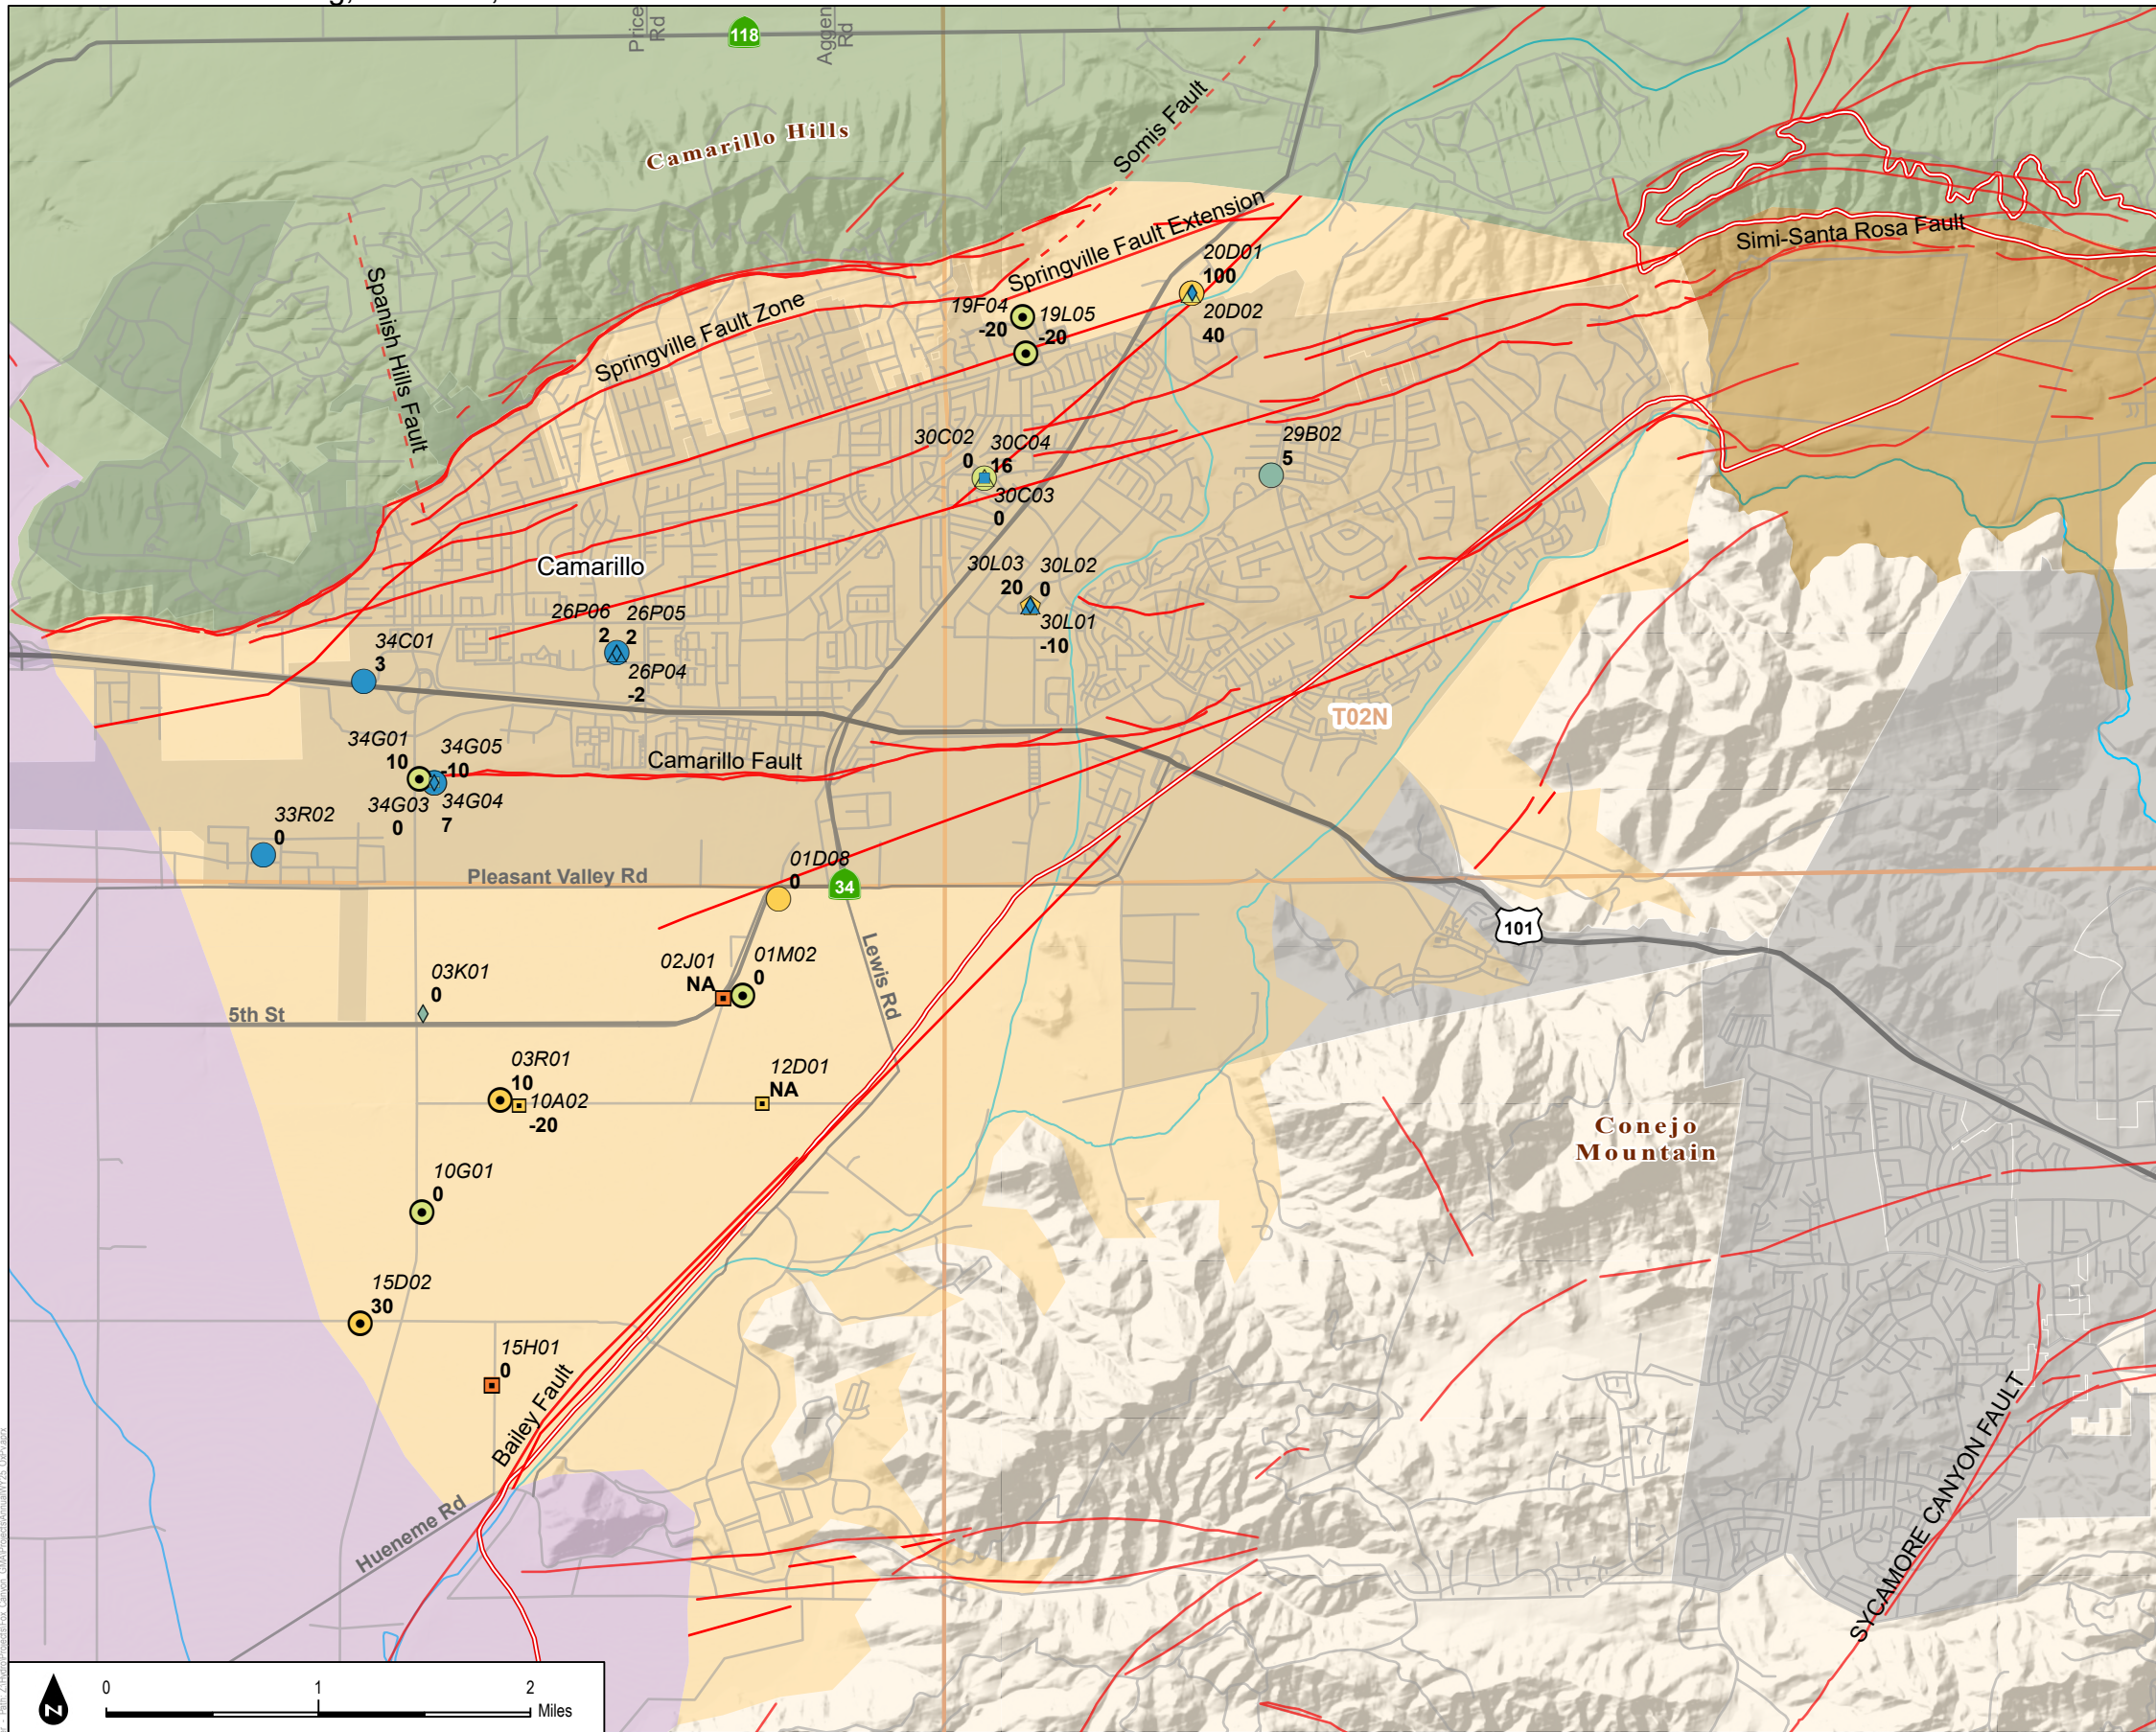 Price
Rd
118
Aggen
Rd
Camarillo Hills
Somis Fault
Springville Fault Extension
Simi-Santa Rosa Fault
20D01
100
20D02
40
Spanish Hills Fault
Springville Fault Zone
19F04
-20
19L05
-20
30C02
0
30C04
16
30C03
0
29B02
5
Camarillo
30L03
20
30L02
0
30L01
-10
26P06
2
26P05
2
26P04
-2
34C01
3
T02N
34G01
10
34G05
-10
34G03
0
34G04
7
Camarillo Fault
33R02
0
Pleasant Valley Rd
01D08
0
34
101
Lewis Rd
02J01
NA
01M02
0
03K01
0
5th St
03R01
10
10A02
-20
12D01
NA
Conejo
Mountain
10G01
0
15D02
30
15H01
0
Bailey Fault
Hueneme Rd
SYCAMORE CANYON FAULT
N
0
1
2
Miles